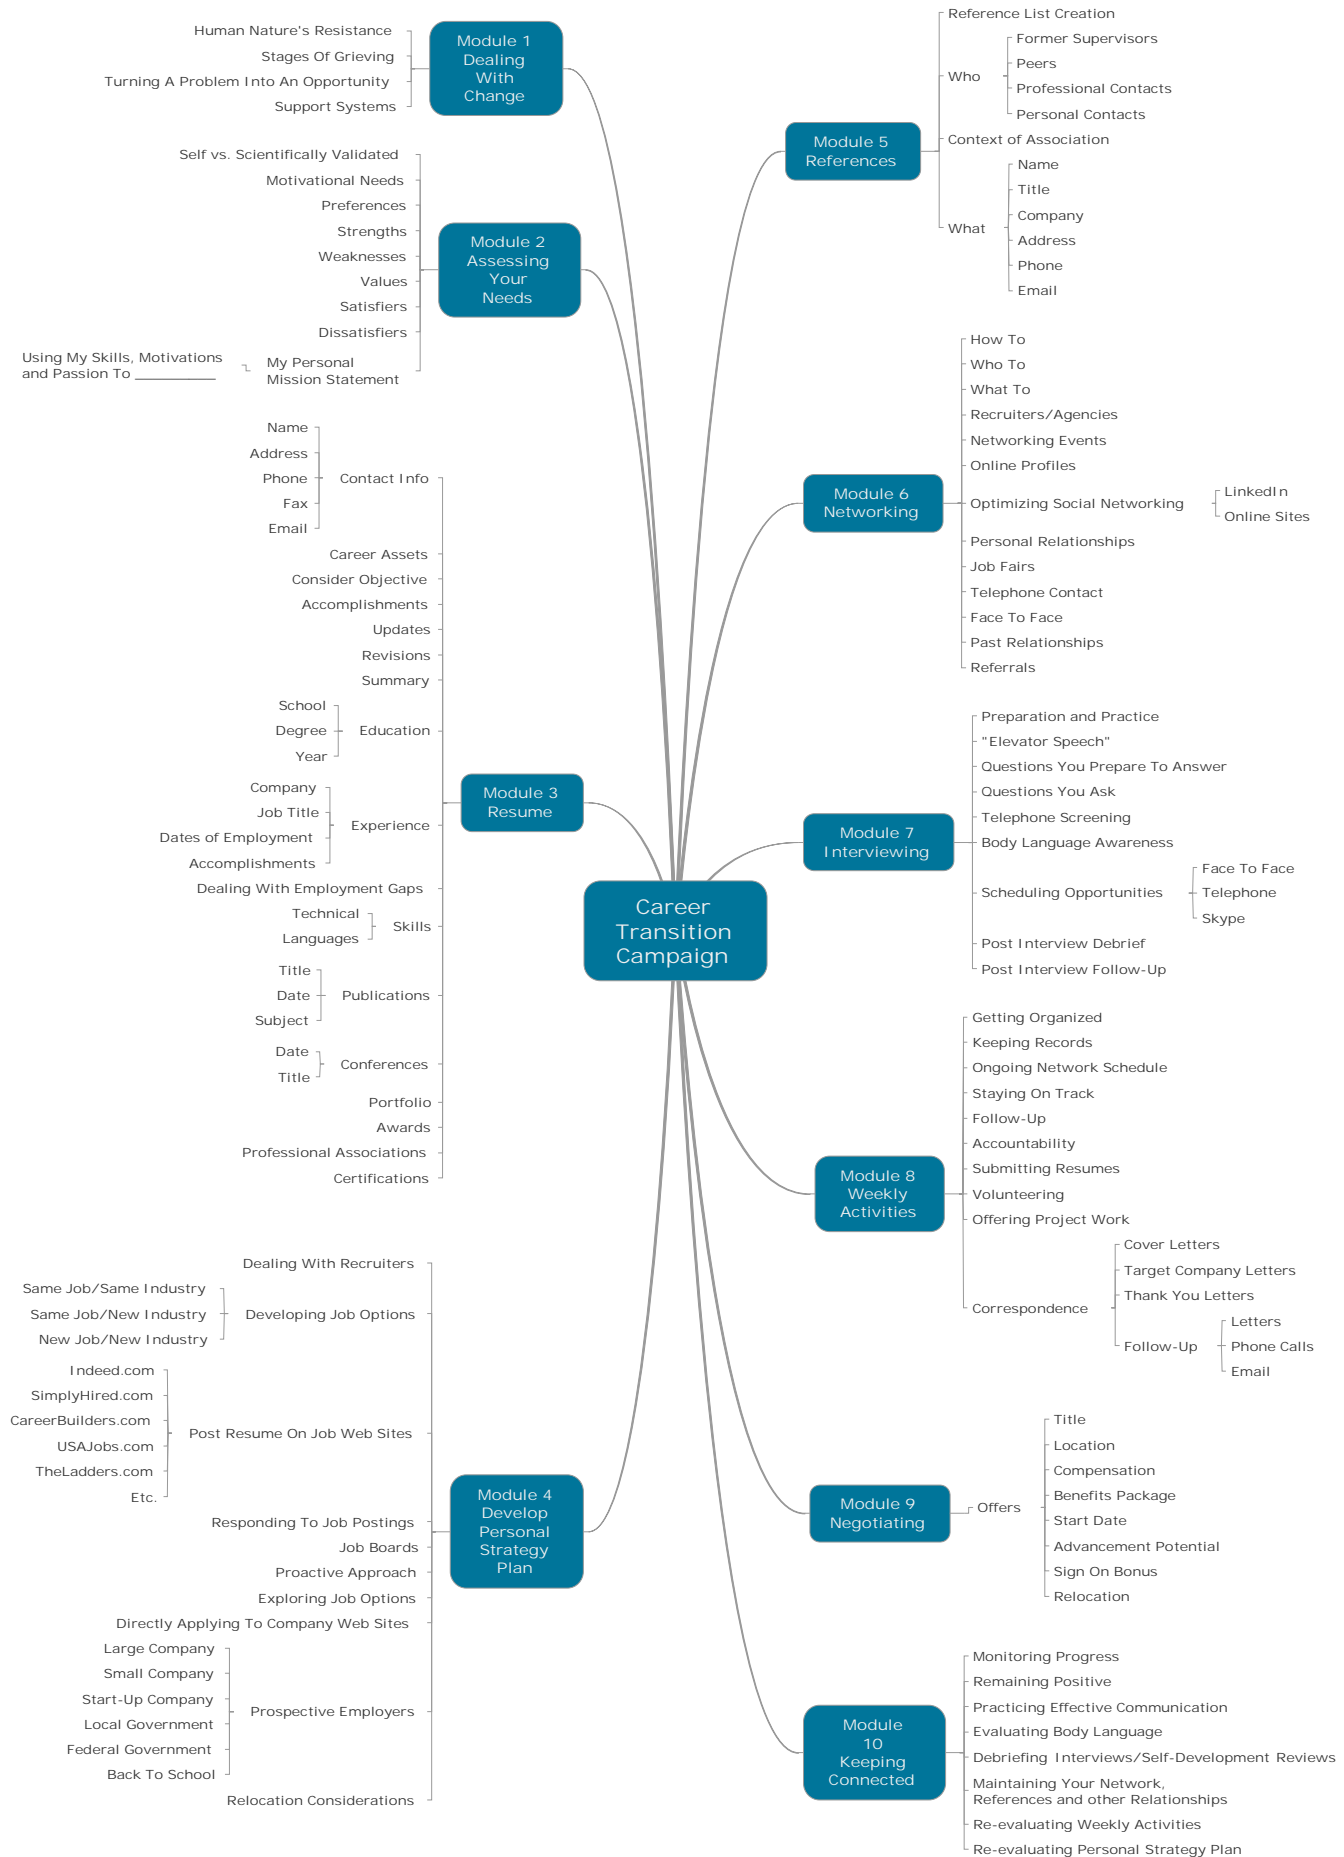 Career
Transition
Campaign
Module 1
Dealing
With
Change
Human Nature's Resistance
Stages Of Grieving
Turning A Problem Into An Opportunity
Support Systems
Module 2
Assessing
Your
Needs
Self vs. Scientifically Validated
Motivational Needs
Preferences
Strengths
Weaknesses
Values
Satisfiers
Dissatisfiers
My Personal
Mission Statement
Using My Skills, Motivations
and Passion To __________
Module 3
Resume
Contact Info
Name
Address
Phone
Fax
Email
Career Assets
Consider Objective
Accomplishments
Updates
Revisions
Summary
Education
School
Degree
Year
Experience
Company
Job Title
Dates of Employment
Accomplishments
Dealing With Employment Gaps
Skills
Technical
Languages
Publications
Title
Date
Subject
Conferences
Date
Title
Portfolio
Awards
Professional Associations
Certifications
Module 4
Develop
Personal
Strategy
Plan
Dealing With Recruiters
Developing Job Options
Same Job/Same Industry
Same Job/New Industry
New Job/New Industry
Post Resume On Job Web Sites
Indeed.com
SimplyHired.com
CareerBuilders.com
USAJobs.com
TheLadders.com
Etc.
Responding To Job Postings
Job Boards
Proactive Approach
Exploring Job Options
Directly Applying To Company Web Sites
Prospective Employers
Large Company
Small Company
Start-Up Company
Local Government
Federal Government
Back To School
Relocation Considerations
Module 5
References
Reference List Creation
Who
Former Supervisors
Peers
Professional Contacts
Personal Contacts
Context of Association
What
Name
Title
Company
Address
Phone
Email
Module 6
Networking
How To
Who To
What To
Recruiters/Agencies
Networking Events
Online Profiles
Optimizing Social Networking
LinkedIn
Online Sites
Personal Relationships
Job Fairs
Telephone Contact
Face To Face
Past Relationships
Referrals
Module 7
Interviewing
Preparation and Practice
"Elevator Speech"
Questions You Prepare To Answer
Questions You Ask
Telephone Screening
Body Language Awareness
Scheduling Opportunities
Face To Face
Telephone
Skype
Post Interview Debrief
Post Interview Follow-Up
Module 8
Weekly
Activities
Getting Organized
Keeping Records
Ongoing Network Schedule
Staying On Track
Follow-Up
Accountability
Submitting Resumes
Volunteering
Offering Project Work
Correspondence
Cover Letters
Target Company Letters
Thank You Letters
Follow-Up
Letters
Phone Calls
Email
Module 9
Negotiating
Offers
Title
Location
Compensation
Benefits Package
Start Date
Advancement Potential
Sign On Bonus
Relocation
Module
10
Keeping
Connected
Monitoring Progress
Remaining Positive
Practicing Effective Communication
Evaluating Body Language
Debriefing Interviews/Self-Development Reviews
Maintaining Your Network,
References and other Relationships
Re-evaluating Weekly Activities
Re-evaluating Personal Strategy Plan